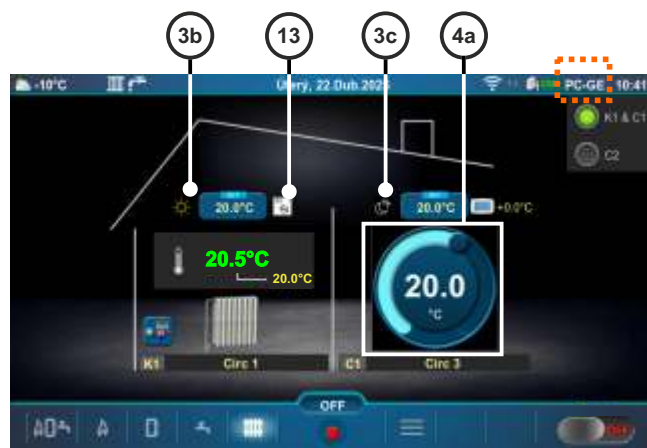 3b 13 3c 4a
-10°C Úterý, 22.Dub.2025 PC-GE 10:41
K1 & C1
C2
20.0°C 20.0°C +0.0°C
20.5°C
20.0°C
20.0
°C
K1 Circ 1 C1 Circ 3
OFF
OFF